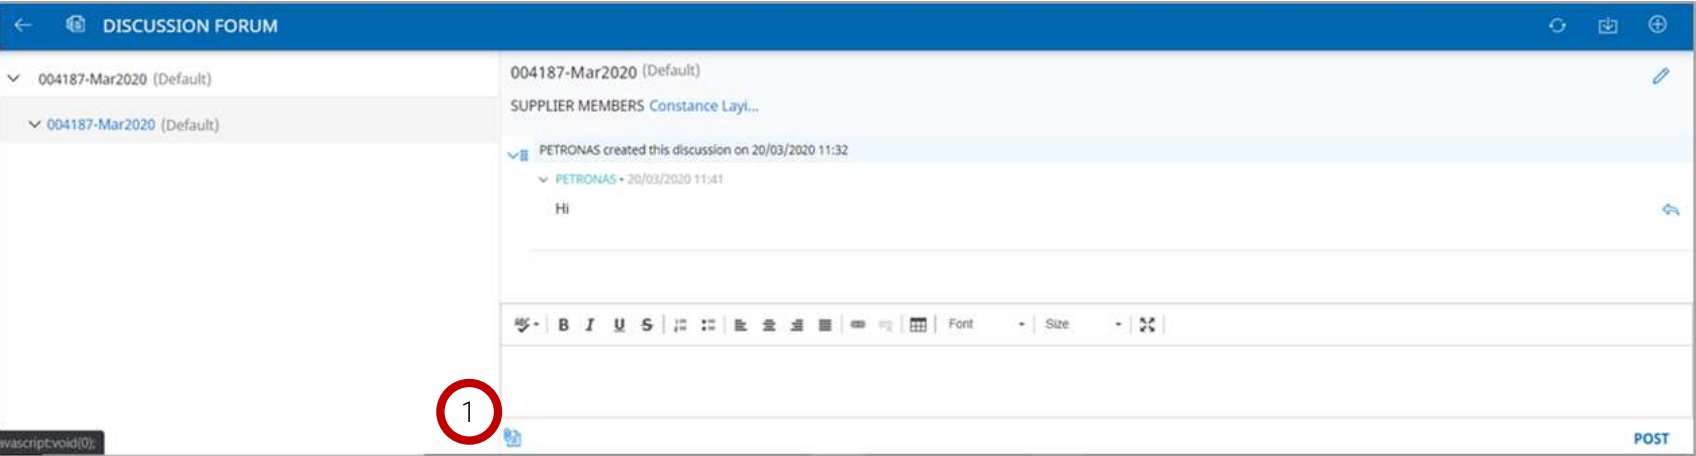 DISCUSSION FORUM
004187-Mar2020 (Default)
004187-Mar2020 (Default)
004187-Mar2020 (Default)
SUPPLIER MEMBERS Constance Layi...
PETRONAS created this discussion on 20/03/2020 11:32
PETRONAS • 20/03/2020 11:41
Hi
ABC B I U S Font Size
1
avascript:void(0);
POST